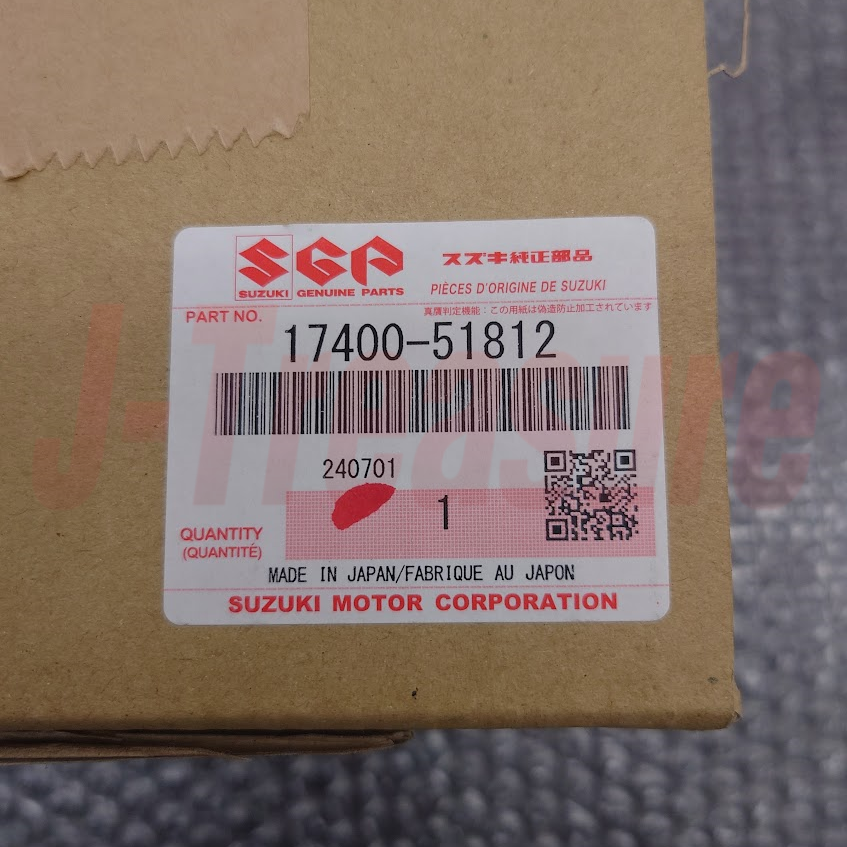 SGP
スズキ純正部品
SUZUKI GENUINE PARTS
PIÈCES D'ORIGINE DE SUZUKI
真贋判定機能：この用紙は偽造防止加工されています
PART NO.
17400-51812
J-Treasure
240701
1
QUANTITY
(QUANTITÉ)
MADE IN JAPAN/FABRIQUE AU JAPON
SUZUKI MOTOR CORPORATION